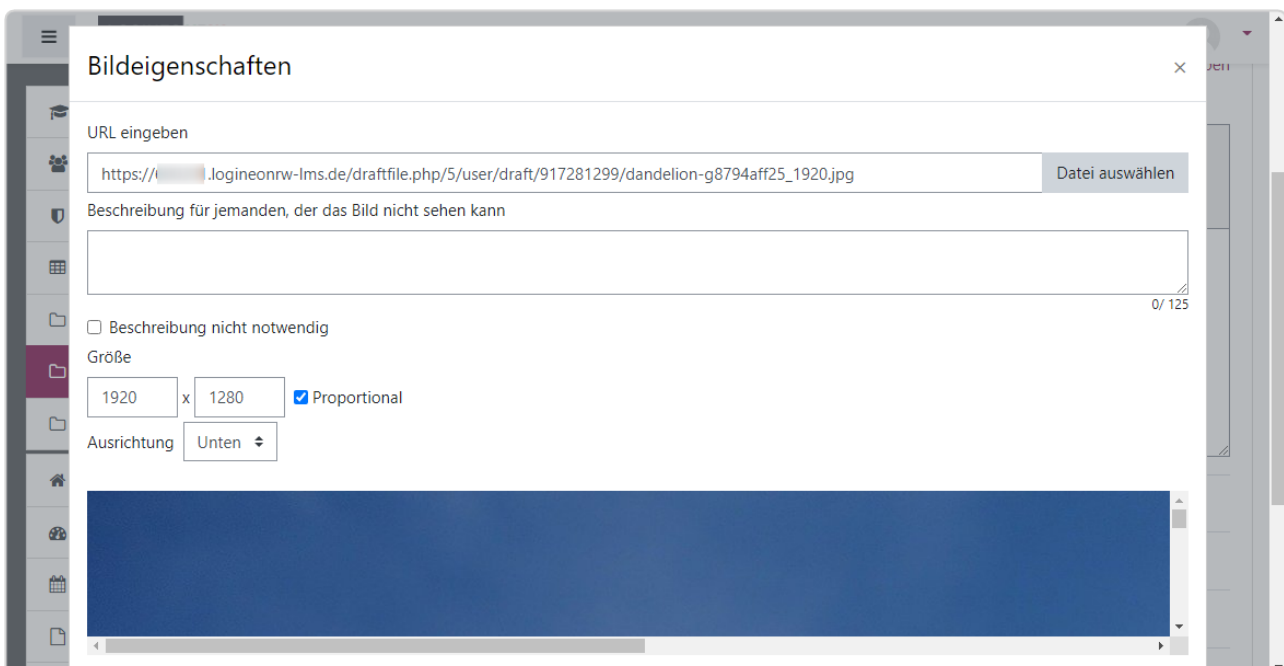 Bildeigenschaften
×
URL eingeben
https:// .logineonrw-lms.de/draftfile.php/5/user/draft/917281299/dandelion-g8794aff25_1920.jpg
Datei auswählen
Beschreibung für jemanden, der das Bild nicht sehen kann
0/ 125
Beschreibung nicht notwendig
Größe
1920 x 1280 Proportional
Ausrichtung Unten